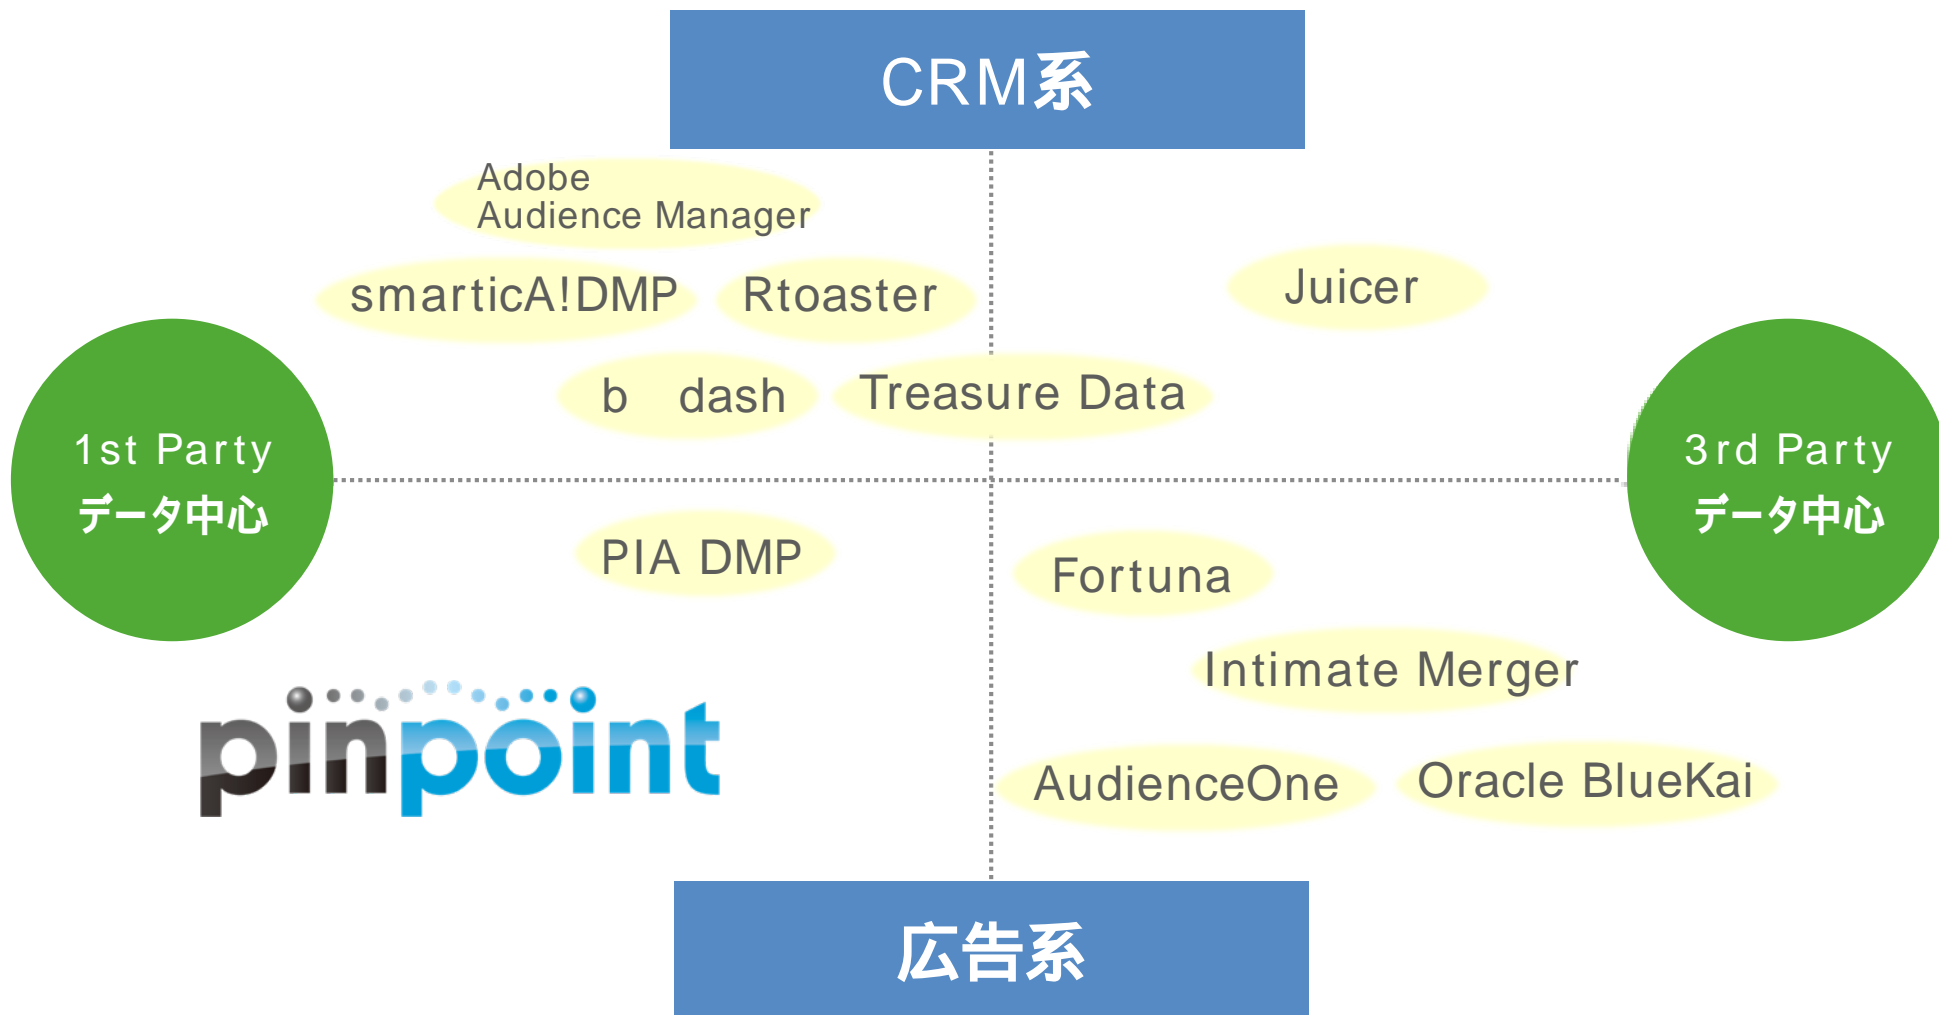 CRM系
Adobe
Audience Manager
smarticA!DMP
Rtoaster
Juicer
b　dash
Treasure Data
1st Party
データ中心
3rd Party
データ中心
PIA DMP
Fortuna
Intimate Merger
pinpoint
AudienceOne
Oracle BlueKai
広告系